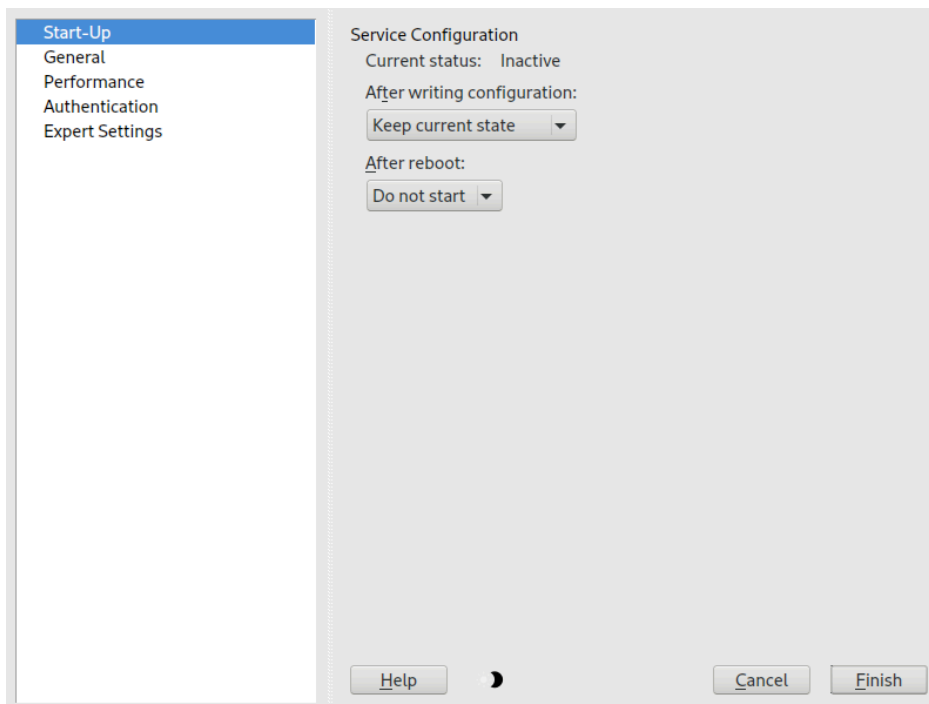 Start-Up
General
Performance
Authentication
Expert Settings
Service Configuration
Current status: Inactive
After writing configuration:
Keep current state
After reboot:
Do not start
Help
Cancel
Finish